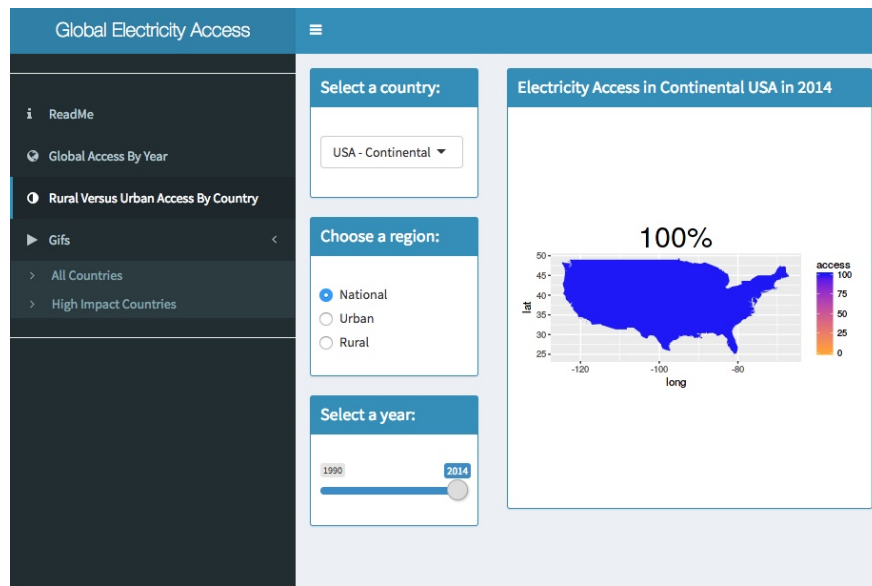 Global Electricity Access
i ReadMe
Global Access By Year
Rural Versus Urban Access By Country
Gifs
All Countries
High Impact Countries
Select a country:
USA - Continental
Choose a region:
National
Urban
Rural
Select a year:
1990 2014
Electricity Access in Continental USA in 2014
100%
50
45
40
35
30
25
lat
-120 -100 -80
long
access
100
75
50
25
0